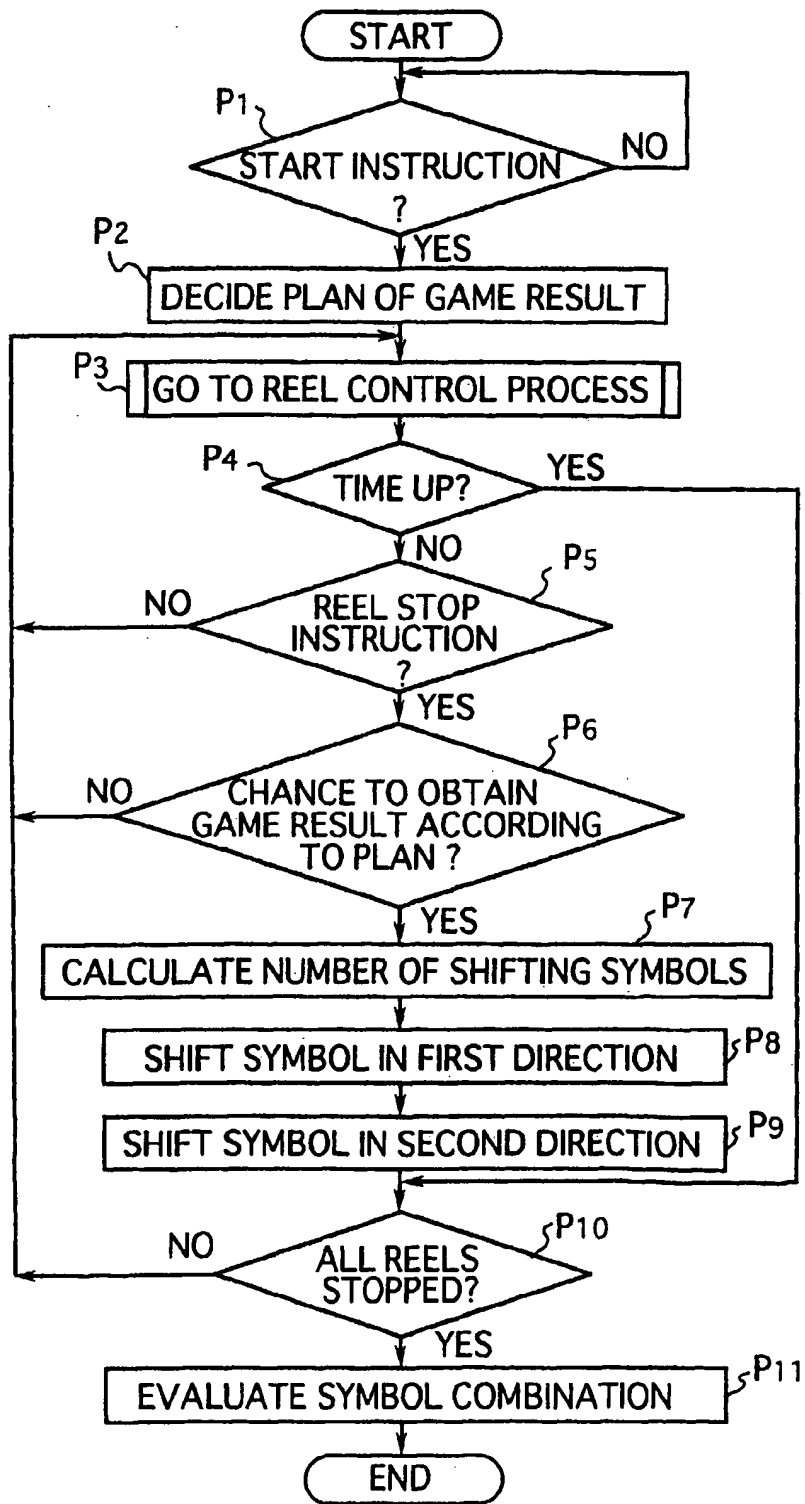 START
P1
START INSTRUCTION
?
NO
YES
P2
DECIDE PLAN OF GAME RESULT
P3
GO TO REEL CONTROL PROCESS
P4
TIME UP?
YES
NO
P5
REEL STOP
INSTRUCTION
?
NO
YES
P6
CHANCE TO OBTAIN
GAME RESULT ACCORDING
TO PLAN ?
NO
YES
P7
CALCULATE NUMBER OF SHIFTING SYMBOLS
SHIFT SYMBOL IN FIRST DIRECTION
P8
SHIFT SYMBOL IN SECOND DIRECTION
P9
P10
ALL REELS
STOPPED?
NO
YES
EVALUATE SYMBOL COMBINATION
P11
END